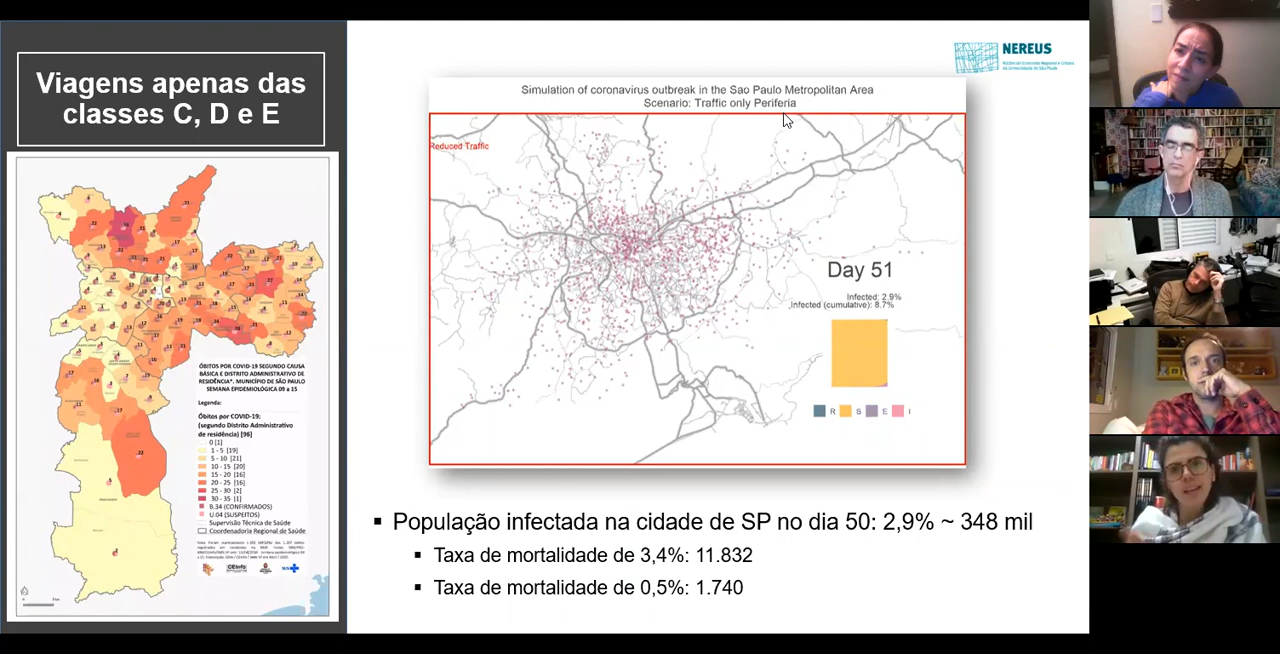 Viagens apenas das
classes C, D e E
NEREUS
Simulation of coronavirus outbreak in the Sao Paulo Metropolitan Area
Scenario: Traffic only Periferia
Reduced Traffic
Day 51
Infected: 2.9%
Infected (cumulative): 8.7%
R S E I
ÓBITOS POR COVID-19 SEGUNDO CAUSA
BÁSICA E DISTRITO ADMINISTRATIVO DE
RESIDÊNCIA*. MUNICÍPIO DE SÃO PAULO
SEMANA EPIDEMIOLÓGICA 09 a 15
Legenda:
Óbitos por COVID-19:
(segundo Distrito Administrativo
de residência) [96]
0 [1]
1 - 5 [19]
5 - 10 [21]
10 - 15 [20]
15 - 20 [16]
20 - 25 [16]
25 - 30 [2]
30 - 35 [1]
B.34 (CONFIRMADOS)
U.04 (SUSPEITOS)
Supervisão Técnica de Saúde
Coordenadoria Regional de Saúde
CEInfo
SUS
▪ População infectada na cidade de SP no dia 50: 2,9% ~ 348 mil
▪ Taxa de mortalidade de 3,4%: 11.832
▪ Taxa de mortalidade de 0,5%: 1.740